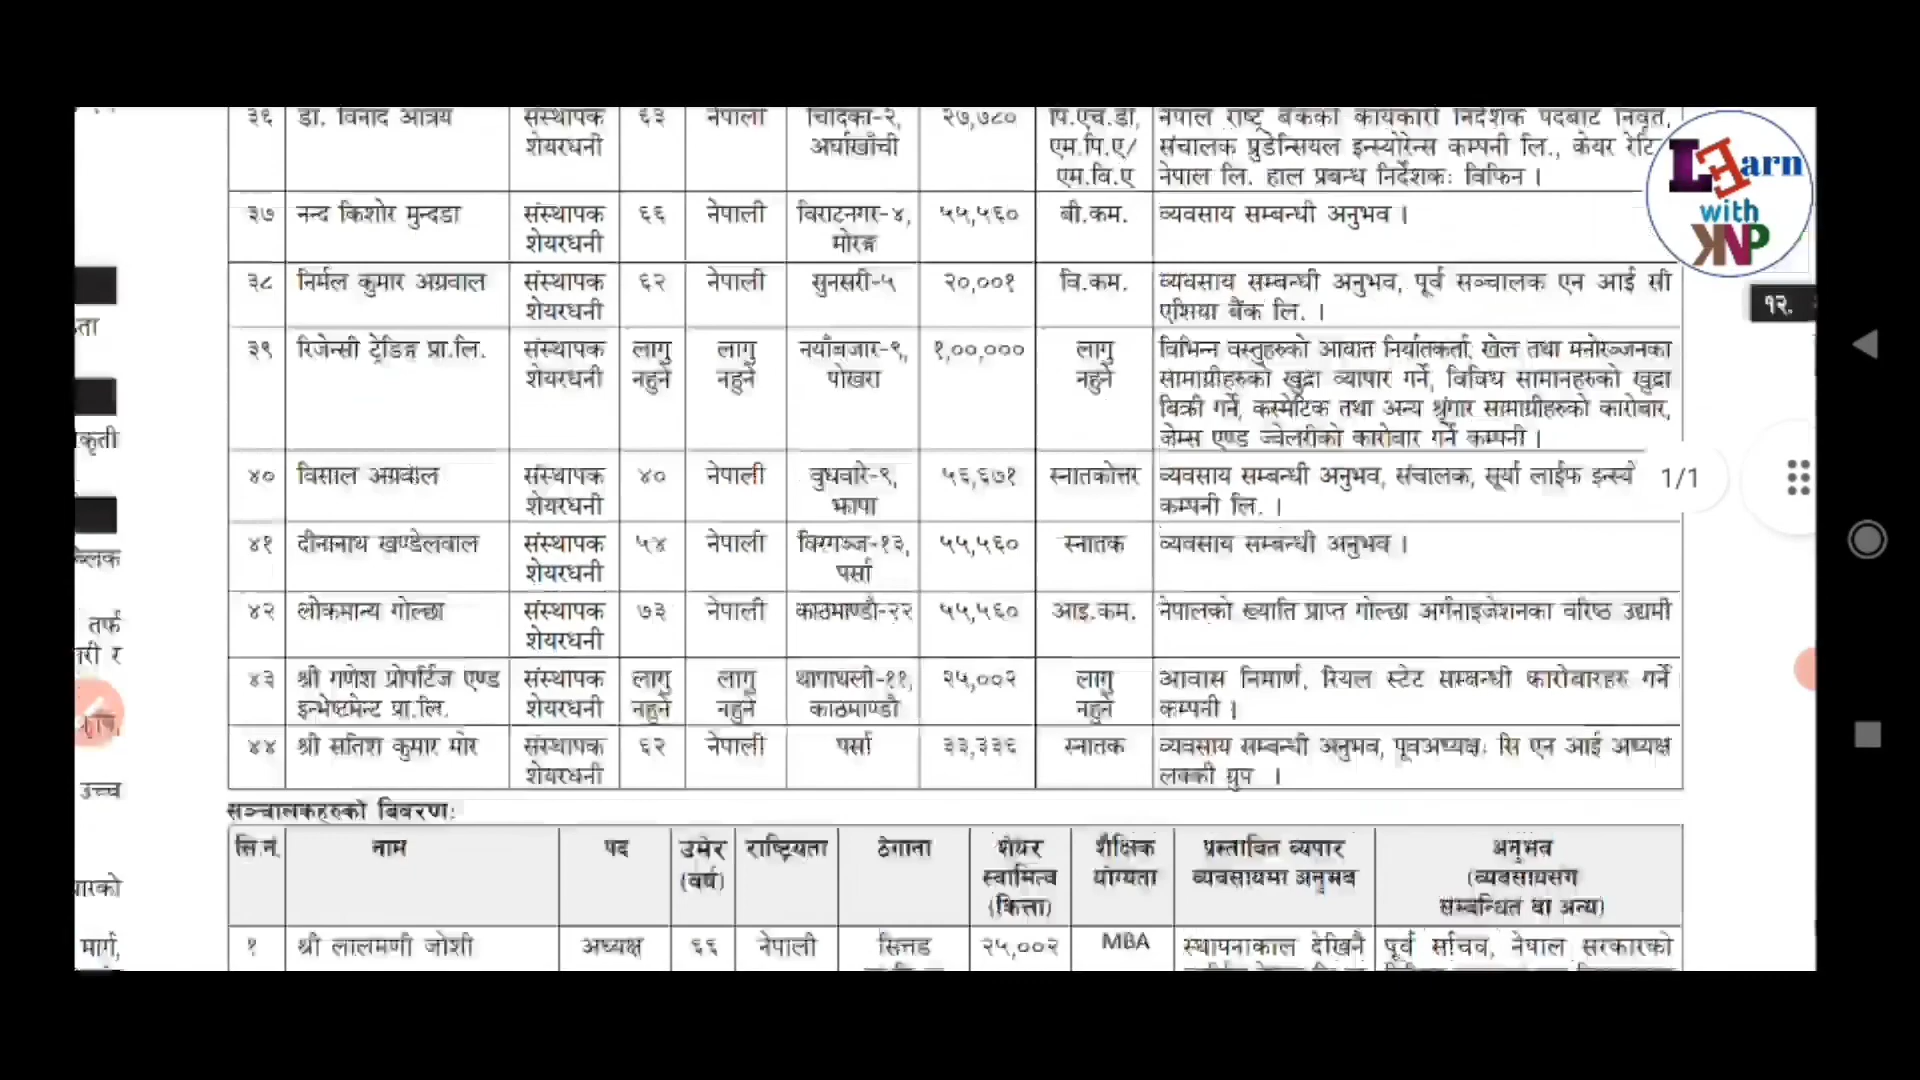 ३६ डा. विनोद आत्रेय संस्थापक ६३ नेपाली चिदिका-२, २७,७८० पि.एच.डी, नेपाल राष्ट्र बैंकको कार्यकारी निर्देशक पदबाट निवृत,
शेयरधनी अर्घाखाँची एम.पि.ए/ संचालक प्रुडेन्सियल इन्स्योरेन्स कम्पनी लि., केयर रेटि
एम.बि.ए नेपाल लि. हाल प्रबन्ध निर्देशकः विफिन ।
३७ नन्द किशोर मुन्दडा संस्थापक ६६ नेपाली विराटनगर-४, ५५,५६० बी.कम. व्यवसाय सम्बन्धी अनुभव ।
शेयरधनी मोरङ्ग
३८ निर्मल कुमार अग्रवाल संस्थापक ६२ नेपाली सुनसरी-५ २०,००१ वि.कम. व्यवसाय सम्बन्धी अनुभव, पूर्व सञ्चालक एन आई सी
शेयरधनी एशिया बैंक लि. ।
३९ रिजेन्सी ट्रेडिङ्ग प्रा.लि. संस्थापक लागु लागु नयाँबजार-९, १,००,००० लागु विभिन्न वस्तुहरुको आयात निर्यातकर्ता, खेल तथा मनोरञ्जनका
शेयरधनी नहुने नहुने पोखरा नहुने सामाग्रीहरुको खुद्रा व्यापार गर्ने, विविध सामानहरुको खुद्रा
बिक्री गर्ने, कस्मेटिक तथा अन्य श्रृंगार सामाग्रीहरुको कारोबार,
जेम्स एण्ड ज्वेलरीको कारोबार गर्ने कम्पनी ।
४० विसाल अग्रवाल संस्थापक ४० नेपाली वुधवारे-९, ५६,६७१ स्नातकोत्तर व्यवसाय सम्बन्धी अनुभव, संचालक, सूर्या लाईफ इन्स्ये
शेयरधनी झापा कम्पनी लि. ।
४१ दीनानाथ खण्डेलवाल संस्थापक ५४ नेपाली विरगञ्ज-१३, ५५,५६० स्नातक व्यवसाय सम्बन्धी अनुभव ।
शेयरधनी पर्सा
४२ लोकमान्य गोल्छा संस्थापक ७३ नेपाली काठमाण्डौ-२२ ५५,५६० आइ.कम. नेपालको ख्याति प्राप्त गोल्छा अर्गनाइजेशनका वरिष्ठ उद्यमी
शेयरधनी
४३ श्री गणेश प्रोपर्टिज एण्ड संस्थापक लागु लागु थापाथली-११, २५,००२ लागु आवास निमार्ण, रियल स्टेट सम्बन्धी कारोबारहरु गर्ने
इन्भेष्टमेन्ट प्रा.लि. शेयरधनी नहुने नहुने काठमाण्डौ नहुने कम्पनी ।
४४ श्री सतिश कुमार मोर संस्थापक ६२ नेपाली पर्सा ३३,३३६ स्नातक व्यवसाय सम्बन्धी अनुभव, पूवअध्यक्षः सि एन आई अध्यक्ष
शेयरधनी लक्की ग्रुप ।
सञ्चालकहरुको बिवरणः
सि.नं. नाम पद उमेर राष्ट्रियता ठेगाना शेयर शैक्षिक प्रस्तावित व्यपार अनुभव
(वर्ष) स्वामित्व योग्यता व्यवसायमा अनुभव (व्यवसायसंग
(कित्ता) सम्बन्धित वा अन्य)
१ श्री लालमणी जोशी अध्यक्ष ६६ नेपाली सित्तड २५,००२ MBA स्थापनाकाल देखिनै पूर्व सचिव, नेपाल सरकारको
LEarn
with
KNP
१२.
1/1
ता
कृती
तर्फ
उच्च
मार्ग,